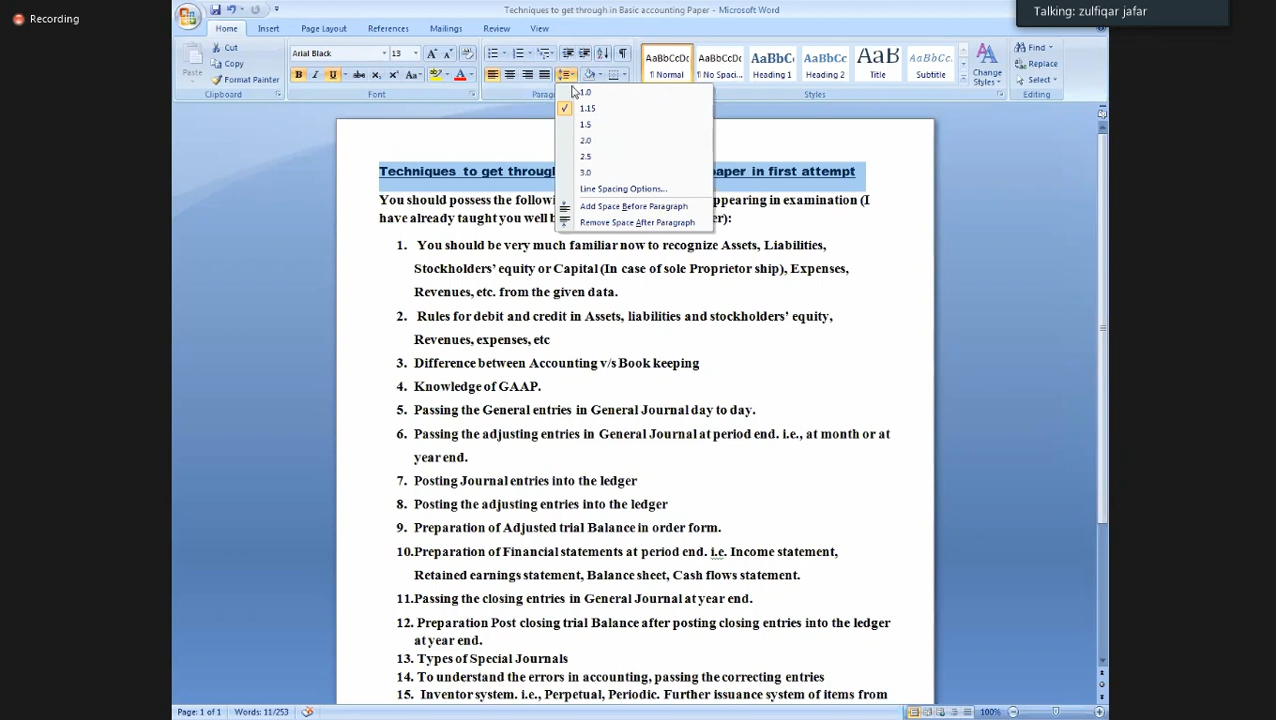 Recording
Techniques to get through in Basic accounting Paper - Microsoft Word
Talking: zulfiqar jafar
Home Insert Page Layout References Mailings Review View
Paste
Cut
Copy
Format Painter
Clipboard
Arial Black 13
Font
Parag
AaBbCcDc AaBbCcDc AaBbC AaBbCc AaB AaBbCc
¶ Normal ¶ No Spaci... Heading 1 Heading 2 Title Subtitle
Change Styles
Styles
Find
Replace
Select
Editing
1.0
1.15
1.5
2.0
2.5
3.0
Line Spacing Options...
Add Space Before Paragraph
Remove Space After Paragraph
Techniques to get throug paper in first attempt
You should possess the followi appearing in examination (I
have already taught you well b er):
1. You should be very much familiar now to recognize Assets, Liabilities,
Stockholders' equity or Capital (In case of sole Proprietor ship), Expenses,
Revenues, etc. from the given data.
2. Rules for debit and credit in Assets, liabilities and stockholders' equity,
Revenues, expenses, etc
3. Difference between Accounting v/s Book keeping
4. Knowledge of GAAP.
5. Passing the General entries in General Journal day to day.
6. Passing the adjusting entries in General Journal at period end. i.e., at month or at
year end.
7. Posting Journal entries into the ledger
8. Posting the adjusting entries into the ledger
9. Preparation of Adjusted trial Balance in order form.
10.Preparation of Financial statements at period end. i.e. Income statement,
Retained earnings statement, Balance sheet, Cash flows statement.
11.Passing the closing entries in General Journal at year end.
12. Preparation Post closing trial Balance after posting closing entries into the ledger
at year end.
13. Types of Special Journals
14. To understand the errors in accounting, passing the correcting entries
15. Inventor system. i.e., Perpetual, Periodic. Further issuance system of items from
Page: 1 of 1 Words: 11/253 100%